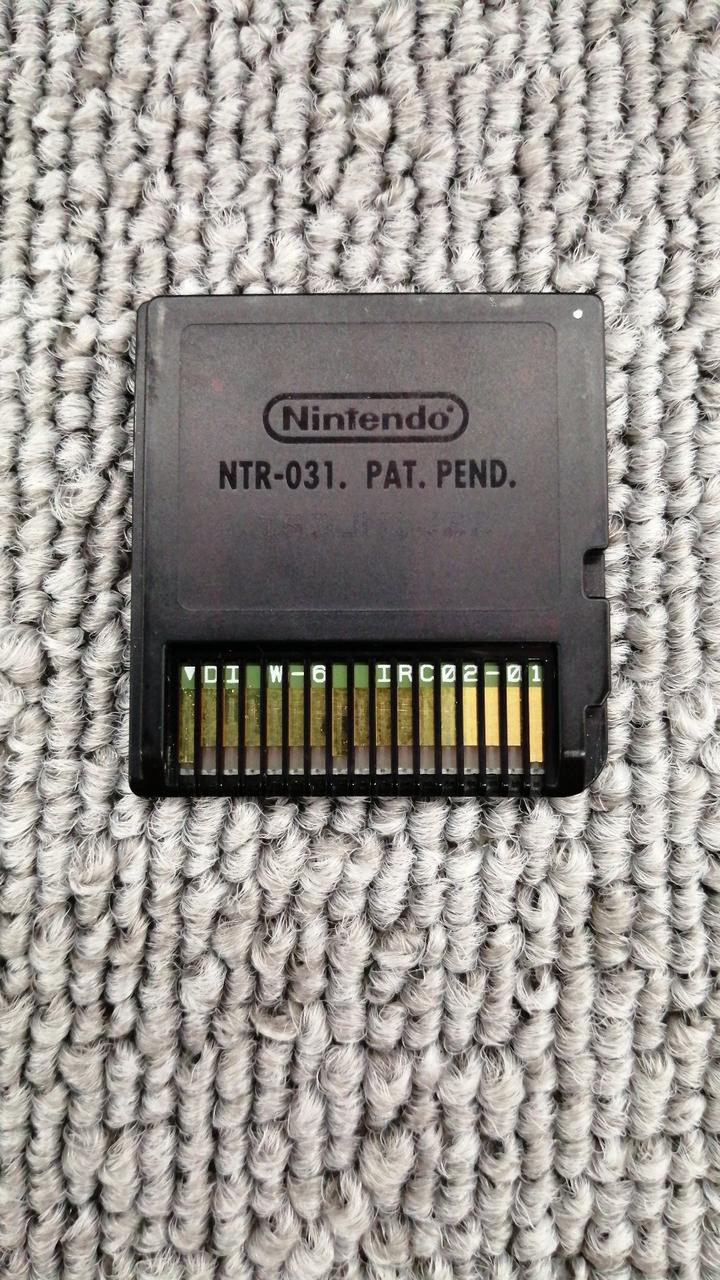 Nintendo®
NTR-031. PAT. PEND.
▼DI W-6 IRC02-01